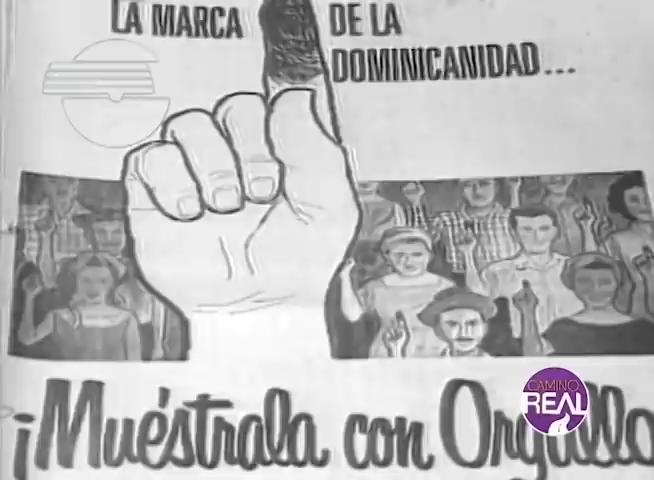 LA MARCA DE LA
DOMINICANIDAD...
¡Muéstrala con Orgullo
CAMINO
REAL